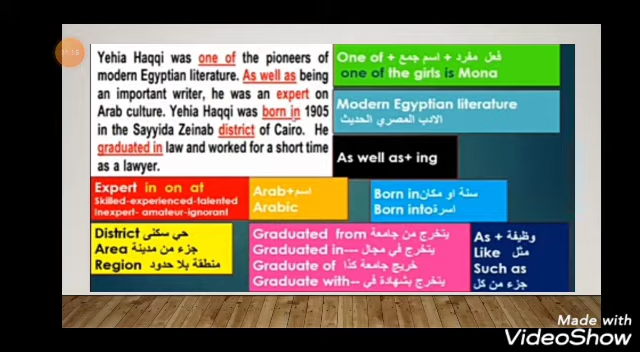 Yehia Haqqi was one of the pioneers of
modern Egyptian literature. As well as being
an important writer, he was an expert on
Arab culture. Yehia Haqqi was born in 1905
in the Sayyida Zeinab district of Cairo. He
graduated in law and worked for a short time
as a lawyer.
One of + فعل مفرد + اسم جمع
one of the girls is Mona
Modern Egyptian literature
الادب المصري الحديث
As well as+ ing
Expert in on at
Skilled-experienced-talented
Inexpert- amateur-ignorant
Arab+اسم
Arabic
Born in سنة او مكان
Born into اسرة
District حي سكني
Area جزء من مدينة
Region منطقة بلا حدود
Graduated from يتخرج من جامعة
Graduated in— يتخرج في مجال
Graduate of خريج جامعة كذا
Graduated with-- يتخرج بشهادة في
As + وظيفة
Like مثل
Such as
جزء من كل
Made with
VideoShow